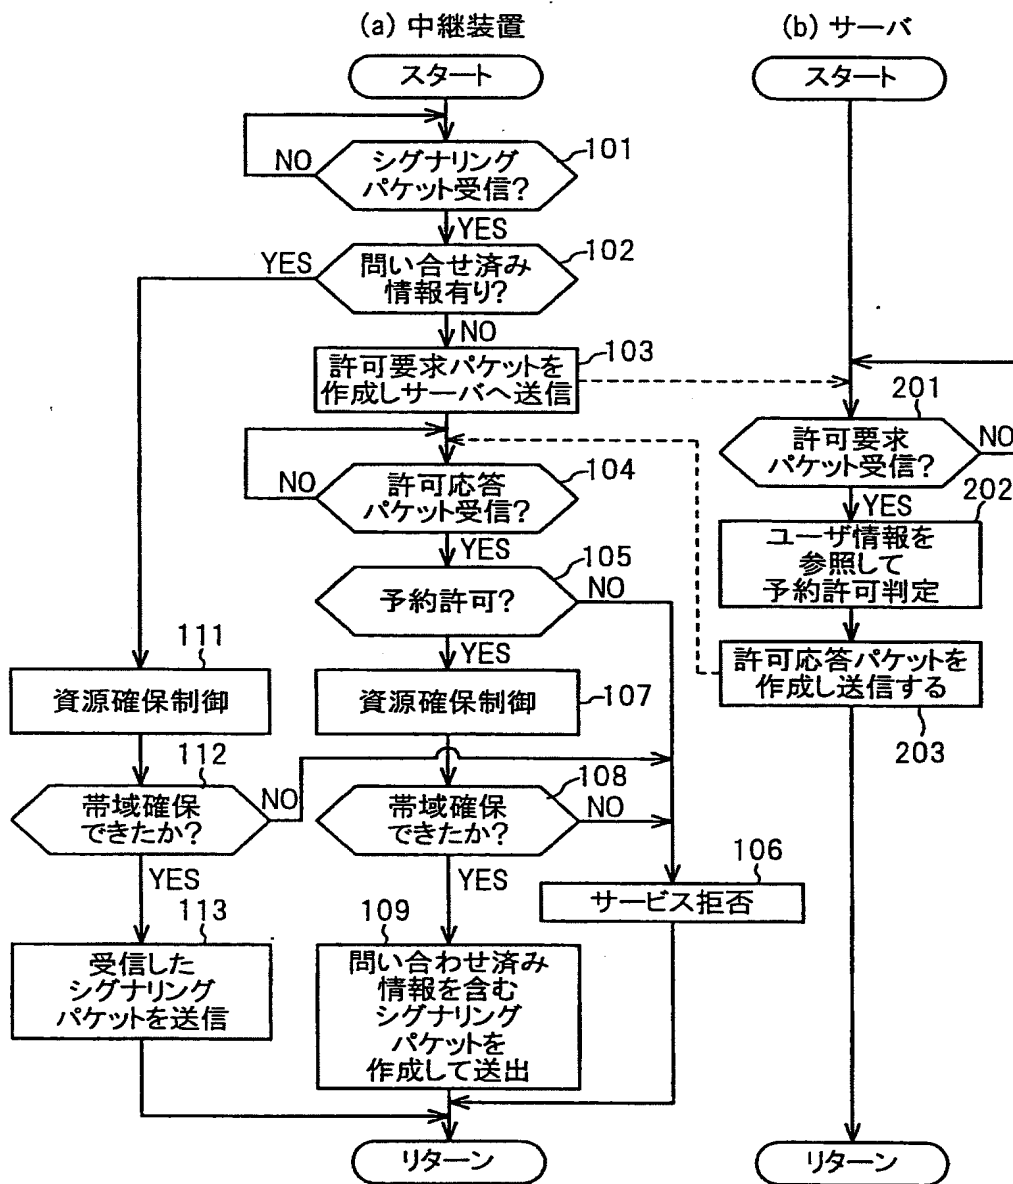 (a) 中継装置
(b) サーバ
スタート
スタート
101
シグナリング
パケット受信?
NO
YES
102
問い合せ済み
情報有り?
YES
NO
103
許可要求パケットを
作成しサーバへ送信
201
許可要求
パケット受信?
NO
YES
104
許可応答
パケット受信?
NO
YES
202
ユーザ情報を
参照して
予約許可判定
105
予約許可?
NO
YES
許可応答パケットを
作成し送信する
203
111
資源確保制御
資源確保制御
107
112
帯域確保
できたか?
NO
YES
108
帯域確保
できたか?
NO
YES
106
サービス拒否
113
受信した
シグナリング
パケットを送信
109
問い合わせ済み
情報を含む
シグナリング
パケットを
作成して送出
リターン
リターン